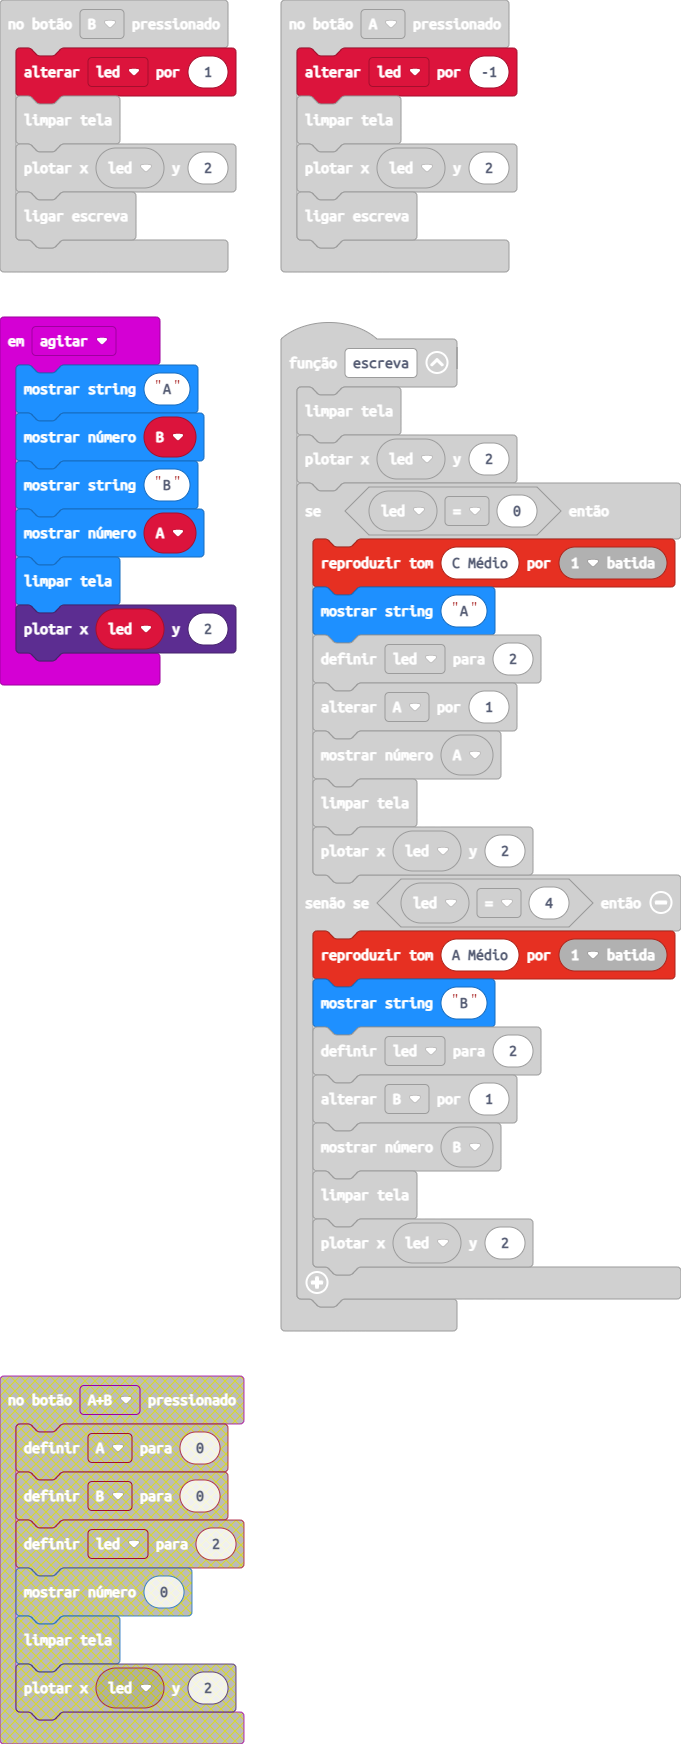 no botão B pressionado
alterar led por 1
limpar tela
plotar x led y 2
ligar escreva
no botão A pressionado
alterar led por -1
limpar tela
plotar x led y 2
ligar escreva
em agitar
mostrar string "A"
mostrar número B
mostrar string "B"
mostrar número A
limpar tela
plotar x led y 2
função escreva
limpar tela
plotar x led y 2
se led = 0 então
reproduzir tom C Médio por 1 batida
mostrar string "A"
definir led para 2
alterar A por 1
mostrar número A
limpar tela
plotar x led y 2
senão se led = 4 então
reproduzir tom A Médio por 1 batida
mostrar string "B"
definir led para 2
alterar B por 1
mostrar número B
limpar tela
plotar x led y 2
no botão A+B pressionado
definir A para 0
definir B para 0
definir led para 2
mostrar número 0
limpar tela
plotar x led y 2